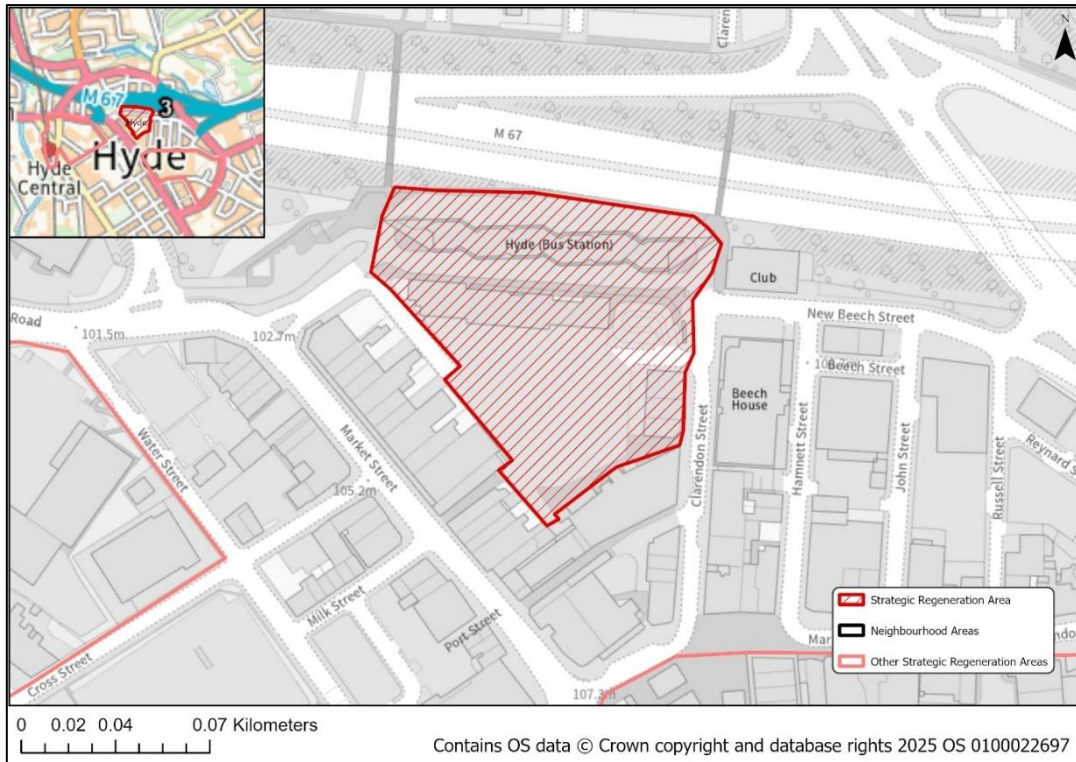 M 67
3
Hyde
Hyde
Hyde
Central
N
M 67
Hyde (Bus Station)
Club
Road
101.5m
102.7m
New Beech Street
Beech Street
Beech
House
Water Street
Market Street
105.2m
Clarendon Street
Hamnett Street
John Street
Russell Street
Milk Street
Port Street
Cross Street
107.3m
Strategic Regeneration Area
Neighbourhood Areas
Other Strategic Regeneration Areas
0 0.02 0.04 0.07 Kilometers
Contains OS data © Crown copyright and database rights 2025 OS 0100022697